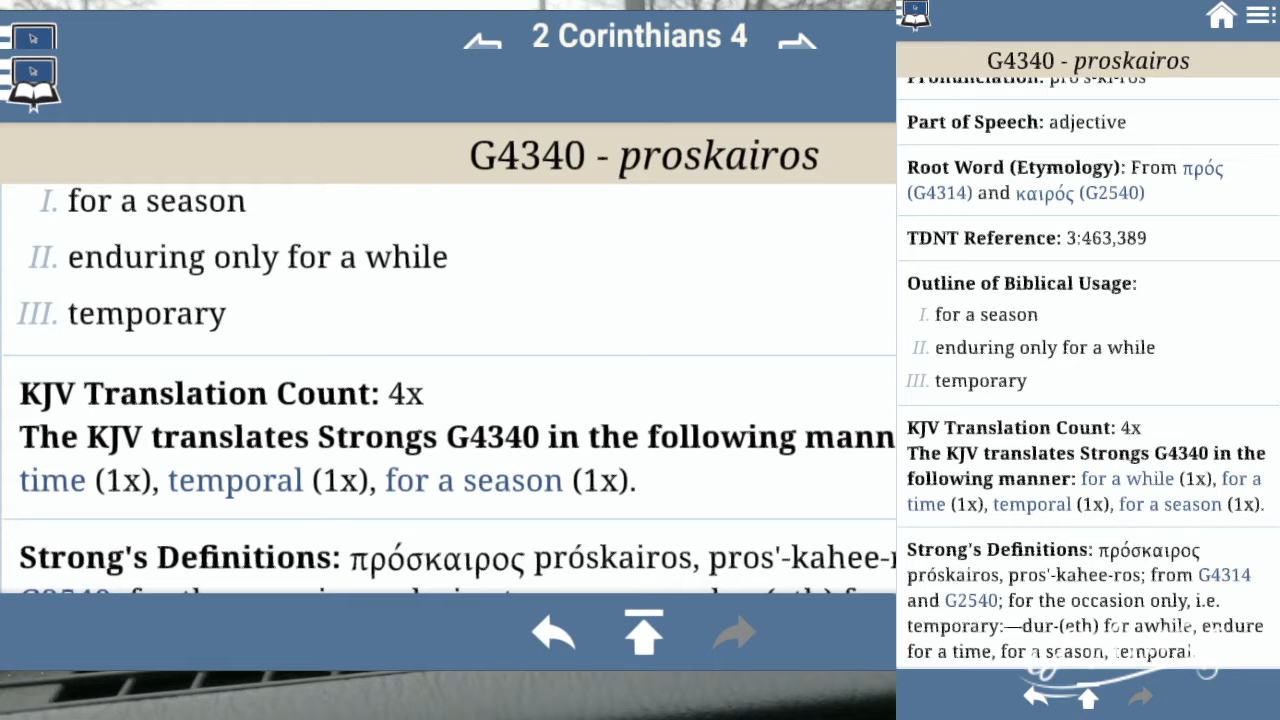 2 Corinthians 4
G4340 - proskairos
I. for a season
II. enduring only for a while
III. temporary
KJV Translation Count: 4x
The KJV translates Strongs G4340 in the following mann
time (1x), temporal (1x), for a season (1x).
Strong's Definitions: πρόσκαιρος próskairos, pros'-kahee-r
G4340 - proskairos
Pronunciation: pro's-kī-ros
Part of Speech: adjective
Root Word (Etymology): From πρός
(G4314) and καιρός (G2540)
TDNT Reference: 3:463,389
Outline of Biblical Usage:
I. for a season
II. enduring only for a while
III. temporary
KJV Translation Count: 4x
The KJV translates Strongs G4340 in the
following manner: for a while (1x), for a
time (1x), temporal (1x), for a season (1x).
Strong's Definitions: πρόσκαιρος
próskairos, pros'-kahee-ros; from G4314
and G2540; for the occasion only, i.e.
temporary:—dur-(eth) for awhile, endure
for a time, for a season, temporal.